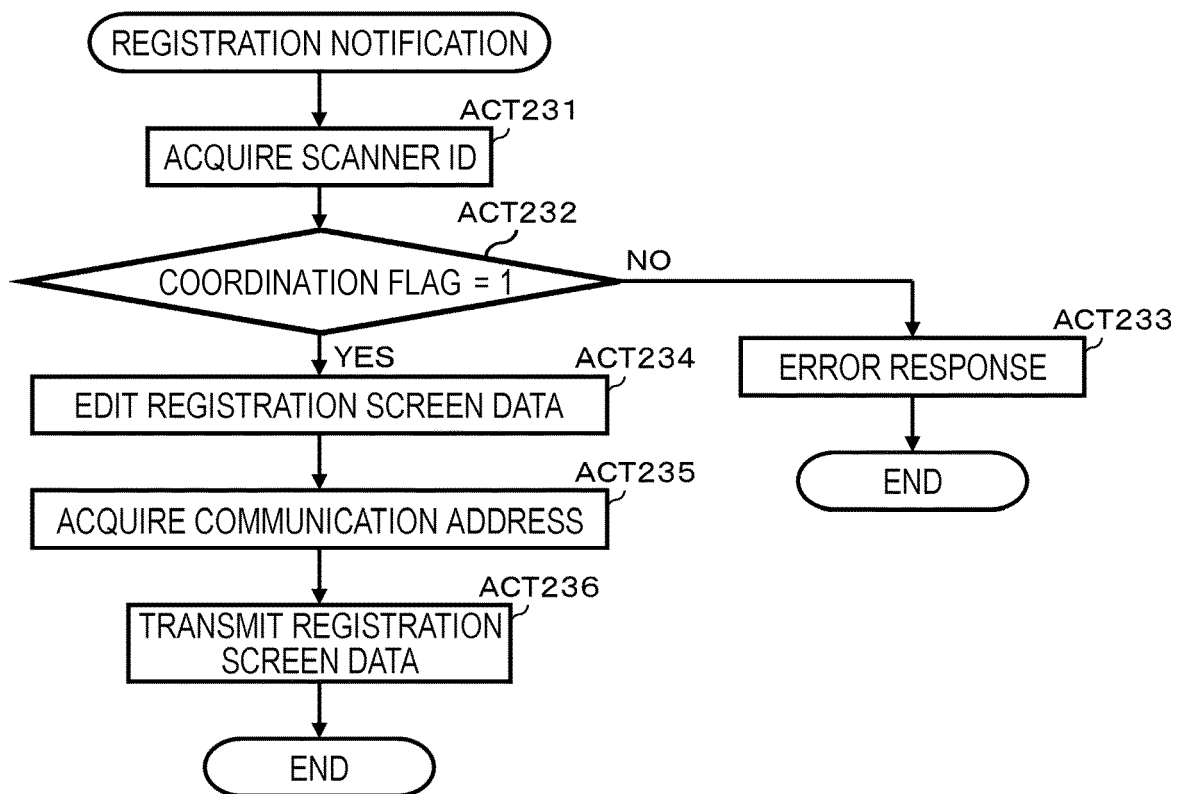 REGISTRATION NOTIFICATION
ACT231
ACQUIRE SCANNER ID
ACT232
COORDINATION FLAG = 1
NO
YES
ACT233
ERROR RESPONSE
END
ACT234
EDIT REGISTRATION SCREEN DATA
ACT235
ACQUIRE COMMUNICATION ADDRESS
ACT236
TRANSMIT REGISTRATION
SCREEN DATA
END